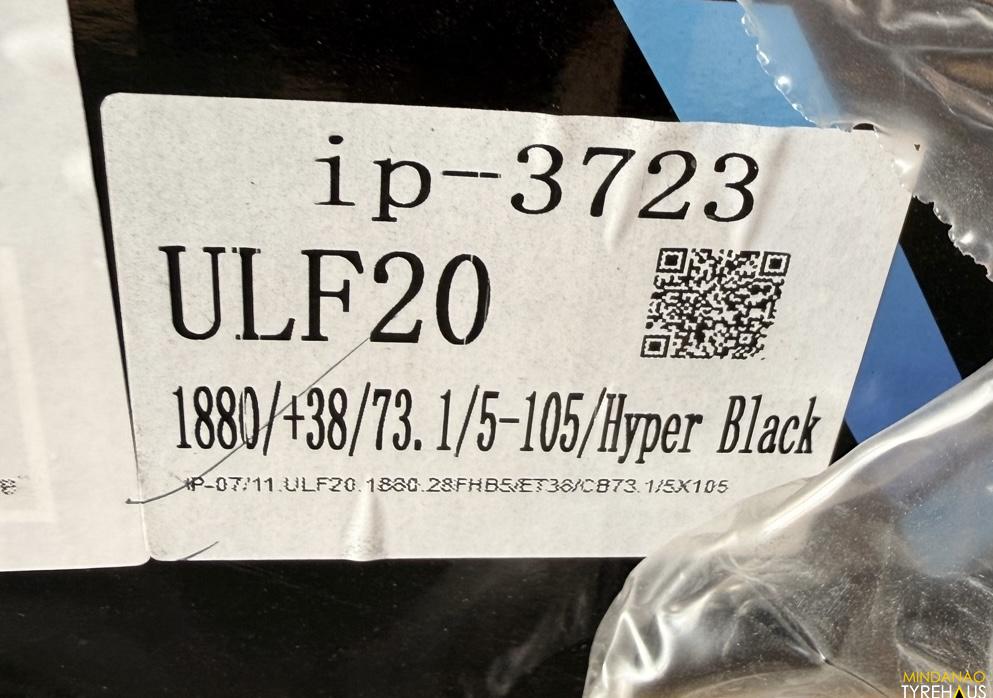 ip-3723
ULF20
1880/+38/73.1/5-105/Hyper Black
IP-07/11.ULF20.1880.28FHB5/ET38/CB73.1/5X105
MINDANAO
TYREHAUS